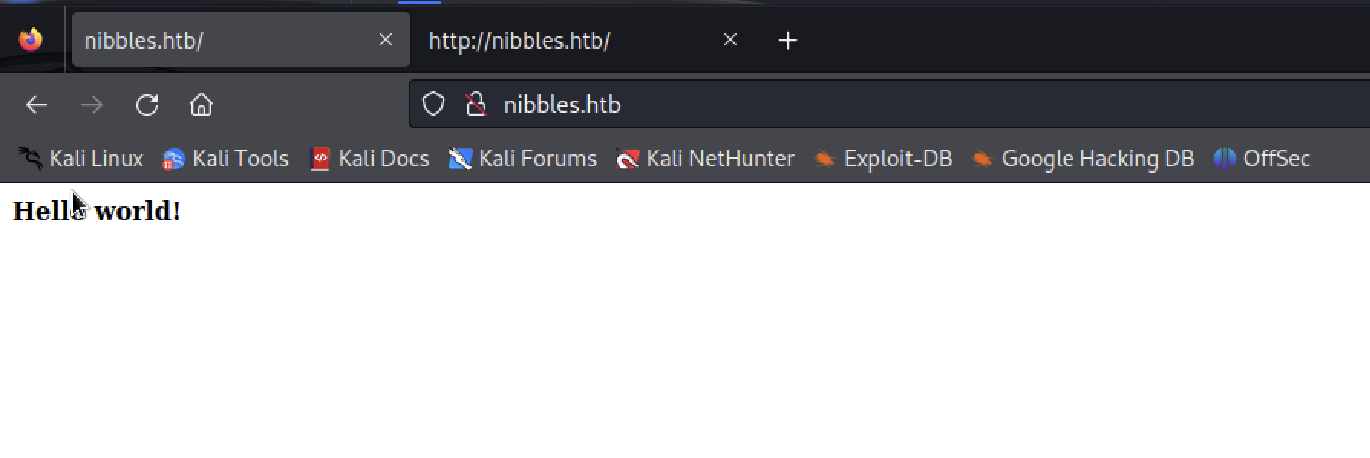 nibbles.htb/ http://nibbles.htb/
nibbles.htb
Kali Linux Kali Tools Kali Docs Kali Forums Kali NetHunter Exploit-DB Google Hacking DB OffSec
Hello world!